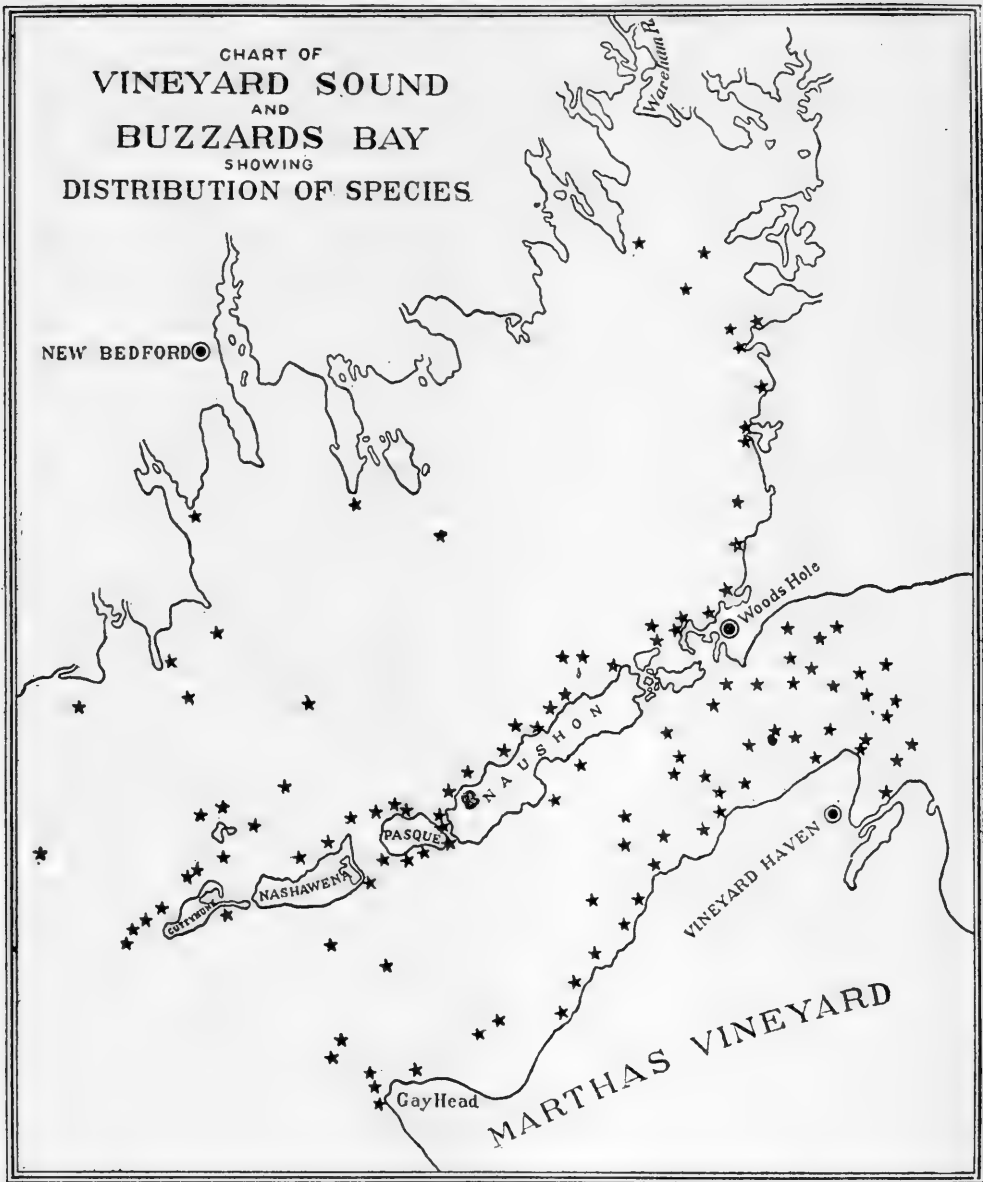 CHART OF
VINEYARD SOUND
AND
BUZZARDS BAY
SHOWING
DISTRIBUTION OF SPECIES
Wareham R.
NEW BEDFORD
Woods Hole
NAUSHON
PASQUE
NASHAWENA
CUTTYHUNK
VINEYARD HAVEN
MARTHAS VINEYARD
Gay Head